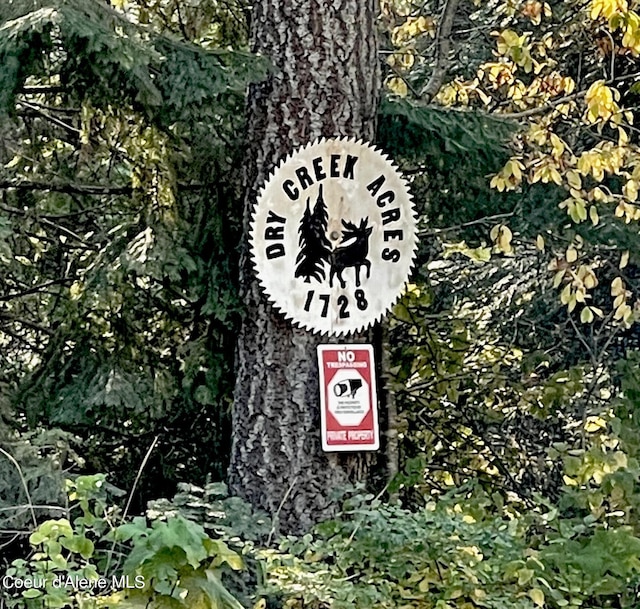 DRY CREEK ACRES
1728
NO
TRESPASSING
PRIVATE PROPERTY
Coeur d'Alene MLS